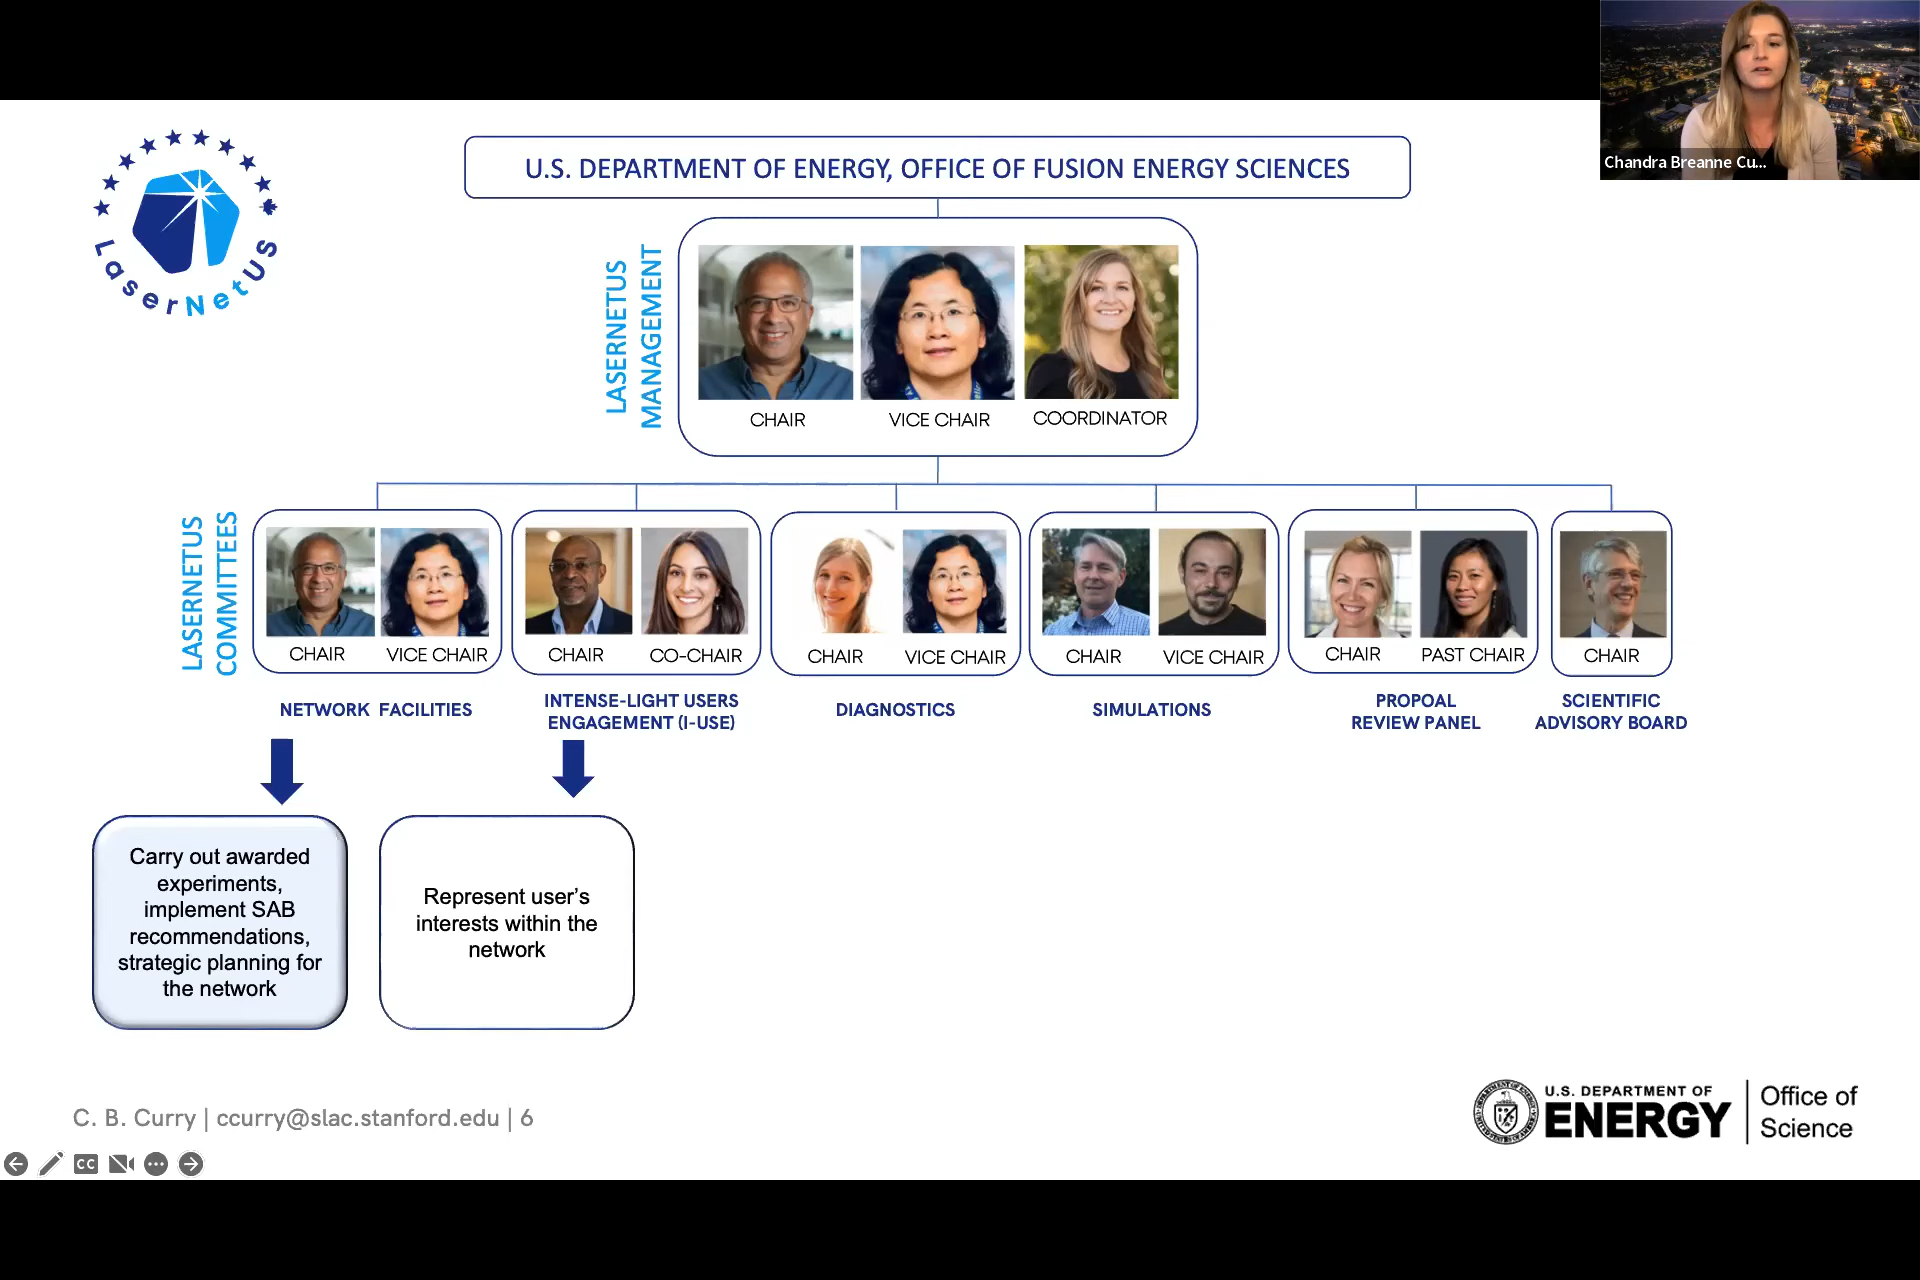 Chandra Breanne Cu...
LaserNetUS
U.S. DEPARTMENT OF ENERGY, OFFICE OF FUSION ENERGY SCIENCES
LASERNETUS
MANAGEMENT
CHAIR
VICE CHAIR
COORDINATOR
LASERNETUS
COMMITTEES
CHAIR
VICE CHAIR
CHAIR
CO-CHAIR
CHAIR
VICE CHAIR
CHAIR
VICE CHAIR
CHAIR
PAST CHAIR
CHAIR
NETWORK FACILITIES
INTENSE-LIGHT USERS
ENGAGEMENT (I-USE)
DIAGNOSTICS
SIMULATIONS
PROPOAL
REVIEW PANEL
SCIENTIFIC
ADVISORY BOARD
Carry out awarded
experiments,
implement SAB
recommendations,
strategic planning for
the network
Represent user's
interests within the
network
C. B. Curry | ccurry@slac.stanford.edu | 6
U.S. DEPARTMENT OF
ENERGY
Office of
Science
CC